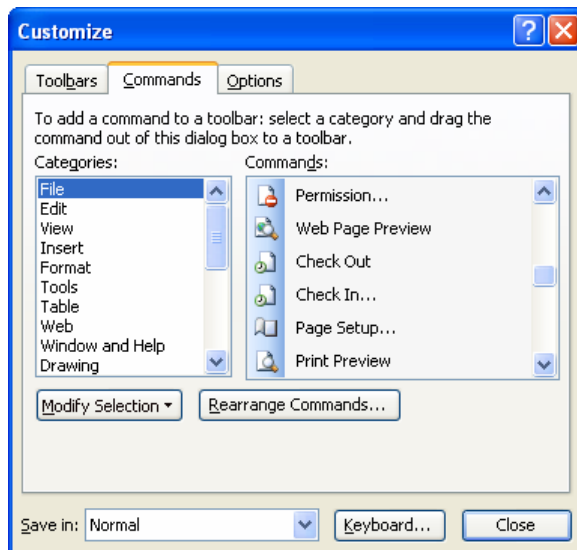 Customize
Toolbars Commands Options
To add a command to a toolbar: select a category and drag the
command out of this dialog box to a toolbar.
Categories: Commands:
File
Edit
View
Insert
Format
Tools
Table
Web
Window and Help
Drawing
Permission...
Web Page Preview
Check Out
Check In...
Page Setup...
Print Preview
Modify Selection Rearrange Commands...
Save in: Normal Keyboard... Close